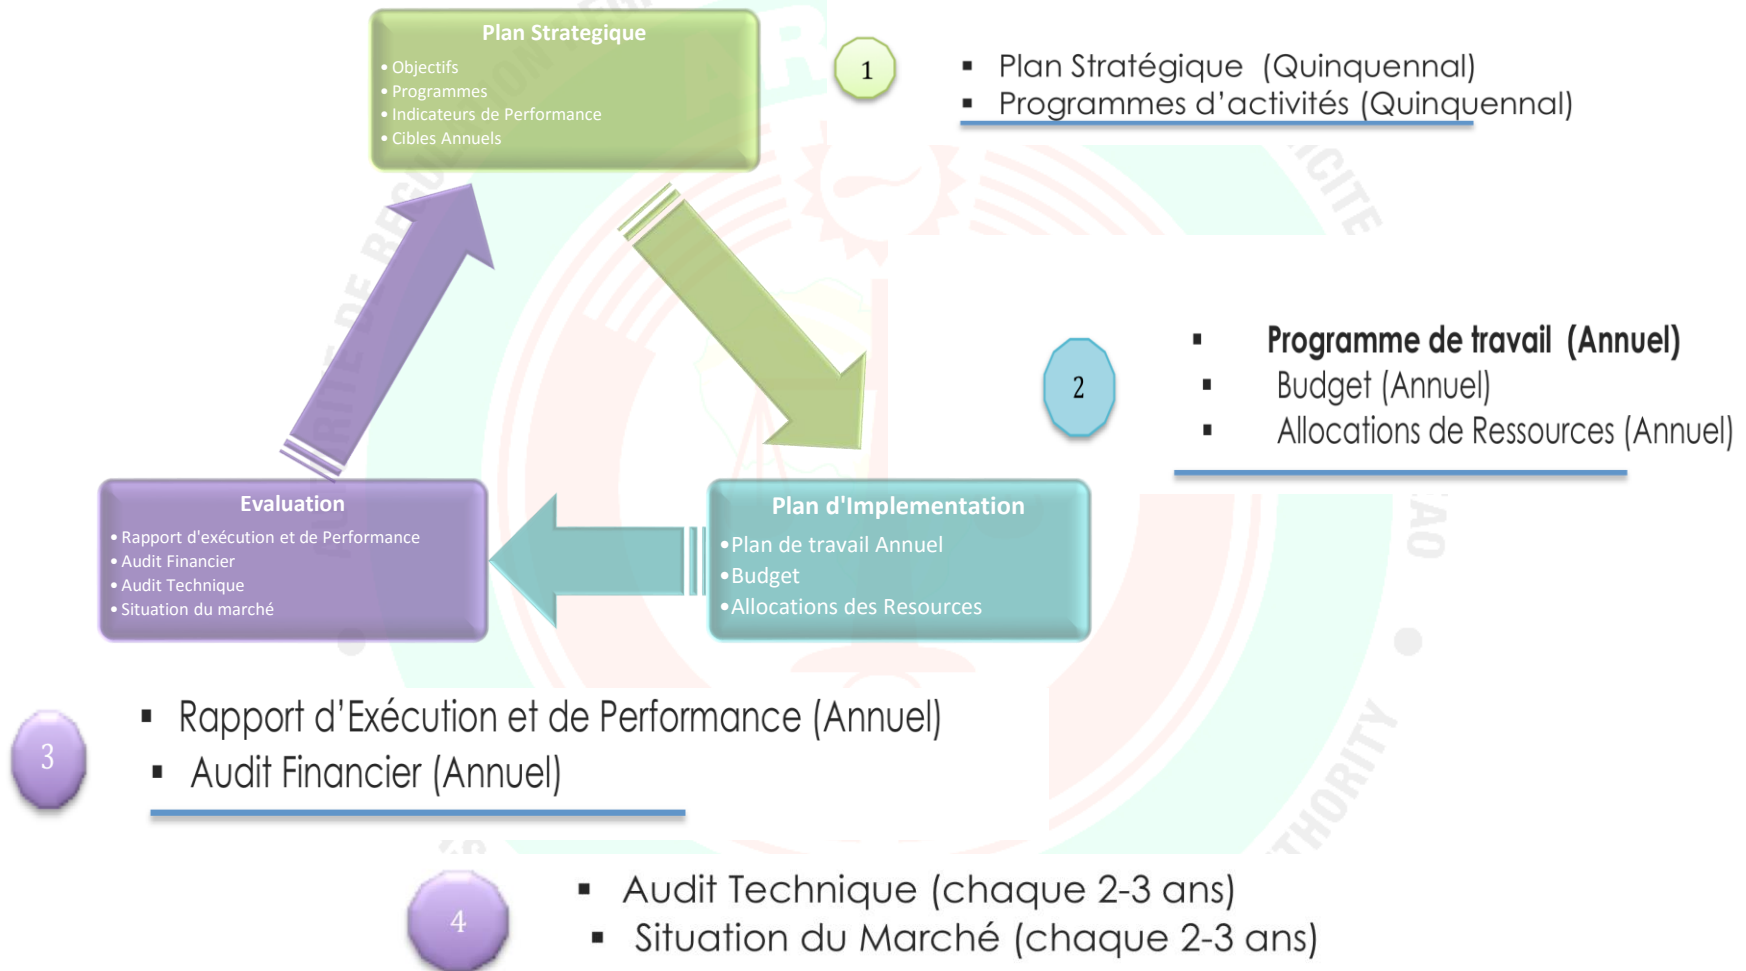 Plan Strategique
• Objectifs
• Programmes
• Indicateurs de Performance
• Cibles Annuels
1
▪ Plan Stratégique (Quinquennal)
▪ Programmes d’activités (Quinquennal)
2
▪ Programme de travail (Annuel)
▪ Budget (Annuel)
▪ Allocations de Ressources (Annuel)
Evaluation
• Rapport d'exécution et de Performance
• Audit Financier
• Audit Technique
• Situation du marché
Plan d'Implementation
• Plan de travail Annuel
• Budget
• Allocations des Resources
3
▪ Rapport d’Exécution et de Performance (Annuel)
▪ Audit Financier (Annuel)
4
▪ Audit Technique (chaque 2-3 ans)
▪ Situation du Marché (chaque 2-3 ans)